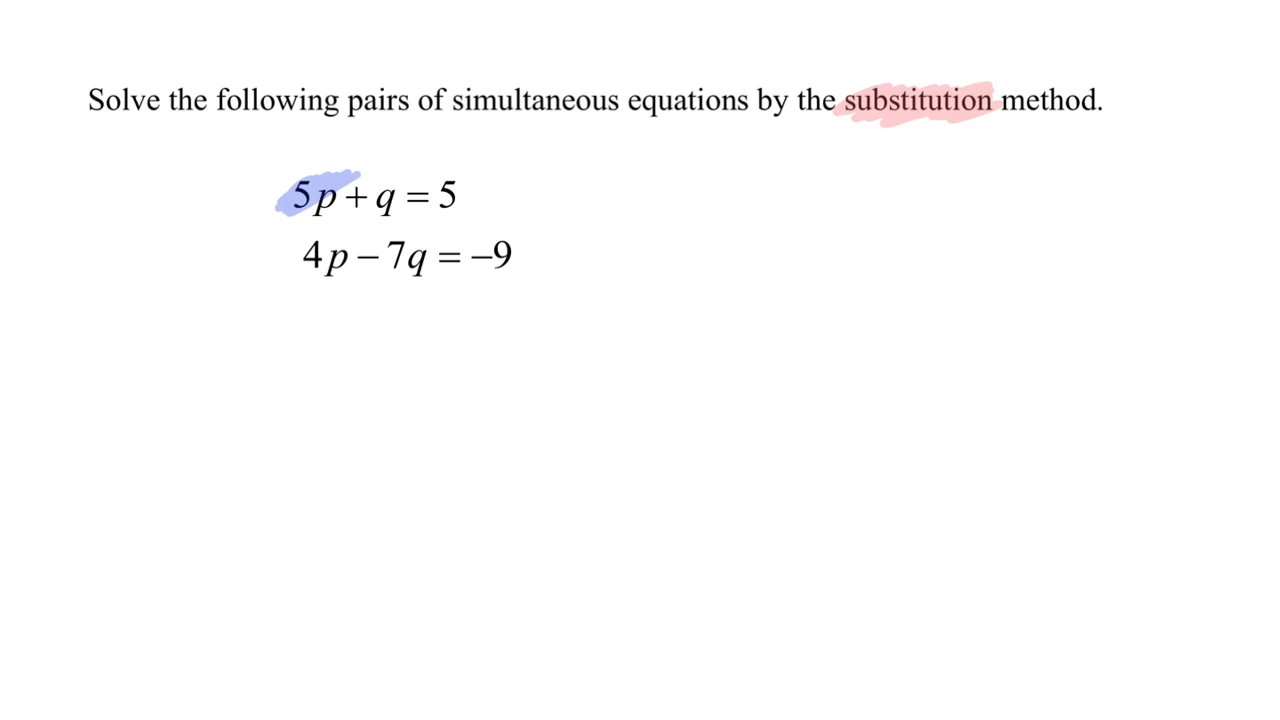 Solve the following pairs of simultaneous equations by the substitution method.
5p + q = 5
4p − 7q = −9